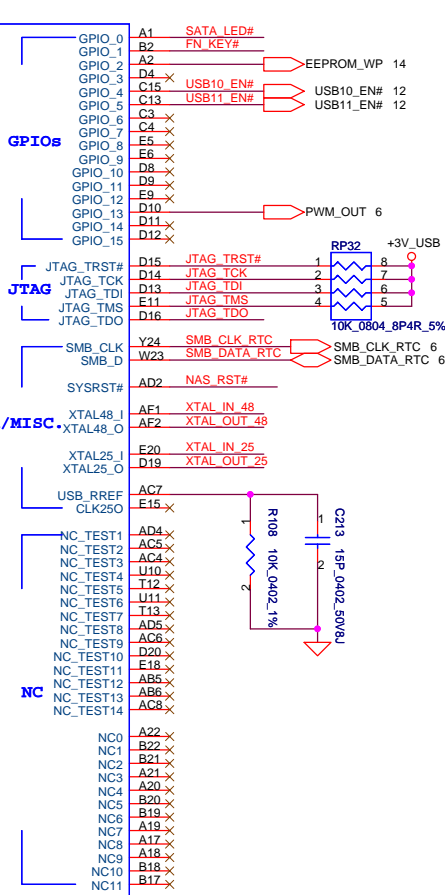 GPIO_0 A1 SATA_LED#
GPIO_1 B2 FN_KEY#
GPIO_2 A2 EEPROM_WP 14
GPIO_3 D4
GPIO_4 C15 USB10_EN# USB10_EN# 12
GPIO_5 C13 USB11_EN# USB11_EN# 12
GPIO_6 C3
GPIO_7 C4
GPIOs
GPIO_8 E5
GPIO_9 E6
GPIO_10 D8
GPIO_11 D9
GPIO_12 E9
GPIO_13 D10 PWM_OUT 6
GPIO_14 D11
GPIO_15 D12
RP32 +3V_USB
JTAG_TRST# D15 JTAG_TRST# 1 8
JTAG_TCK D14 JTAG_TCK 2 7
JTAG
JTAG_TDI D13 JTAG_TDI 3 6
JTAG_TMS E11 JTAG_TMS 4 5
JTAG_TDO D16 JTAG_TDO
10K_0804_8P4R_5%
SMB_CLK Y24 SMB_CLK_RTC SMB_CLK_RTC 6
SMB_D W23 SMB_DATA_RTC SMB_DATA_RTC 6
SYSRST# AD2 NAS_RST#
XTAL48_I AF1 XTAL_IN_48
/MISC.
XTAL48_O AF2 XTAL_OUT_48
XTAL25_I E20 XTAL_IN_25
XTAL25_O D19 XTAL_OUT_25
USB_RREF AC7
CLK25O E15
1 R108 10K_0402_1% 2
1 C213 15P_0402_50V8J 2
NC_TEST1 AD4
NC_TEST2 AC5
NC_TEST3 AC4
NC_TEST4 U10
NC_TEST5 T12
NC_TEST6 U11
NC_TEST7 T13
NC_TEST8 AD5
NC_TEST9 AC6
NC_TEST10 D20
NC_TEST11 E18
NC_TEST12 AB5
NC
NC_TEST13 AB6
NC_TEST14 AC8
NC0 A22
NC1 B22
NC2 B21
NC3 A21
NC4 A20
NC5 B20
NC6 B19
NC7 A19
NC8 A17
NC9 A18
NC10 B18
NC11 B17